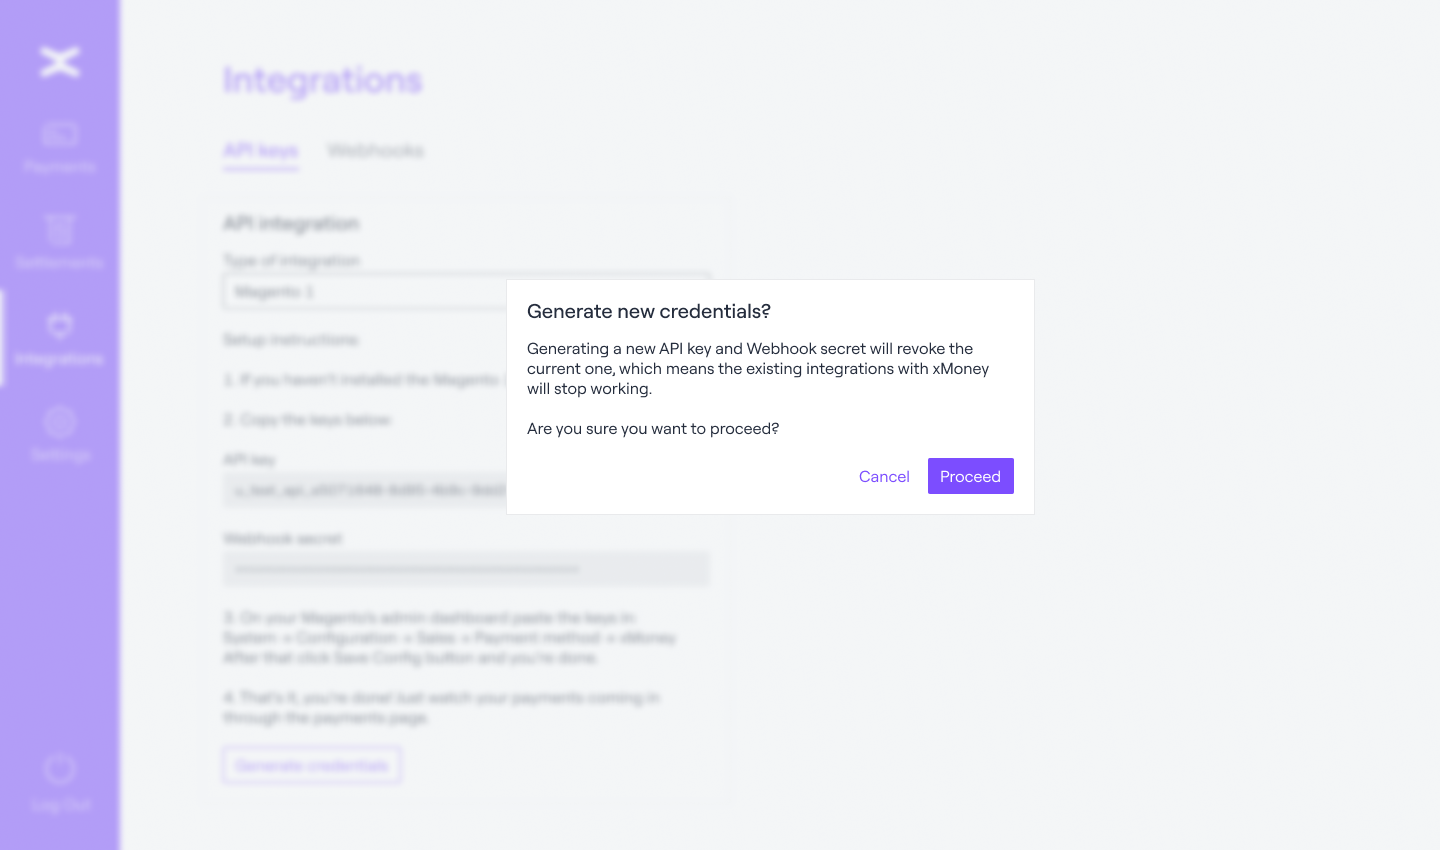 Integrations
API keys
Webhooks
Payments
API integration
Settlements
Type of integration
Magento 1
Generate new credentials?
Setup instructions:
Generating a new API key and Webhook secret will revoke the
current one, which means the existing integrations with xMoney
will stop working.
Integrations
1. If you haven't installed the Magento
2. Copy the keys below:
Are you sure you want to proceed?
Settings
API key
Cancel
Proceed
Webhook secret
3. On your Magento's admin dashboard paste the keys in:
System → Configuration → Sales → Payment method → xMoney
After that click Save Config button and you're done.
4. That's it, you're done! Just watch your payments coming in
through the payments page.
Generate credentials
Log Out